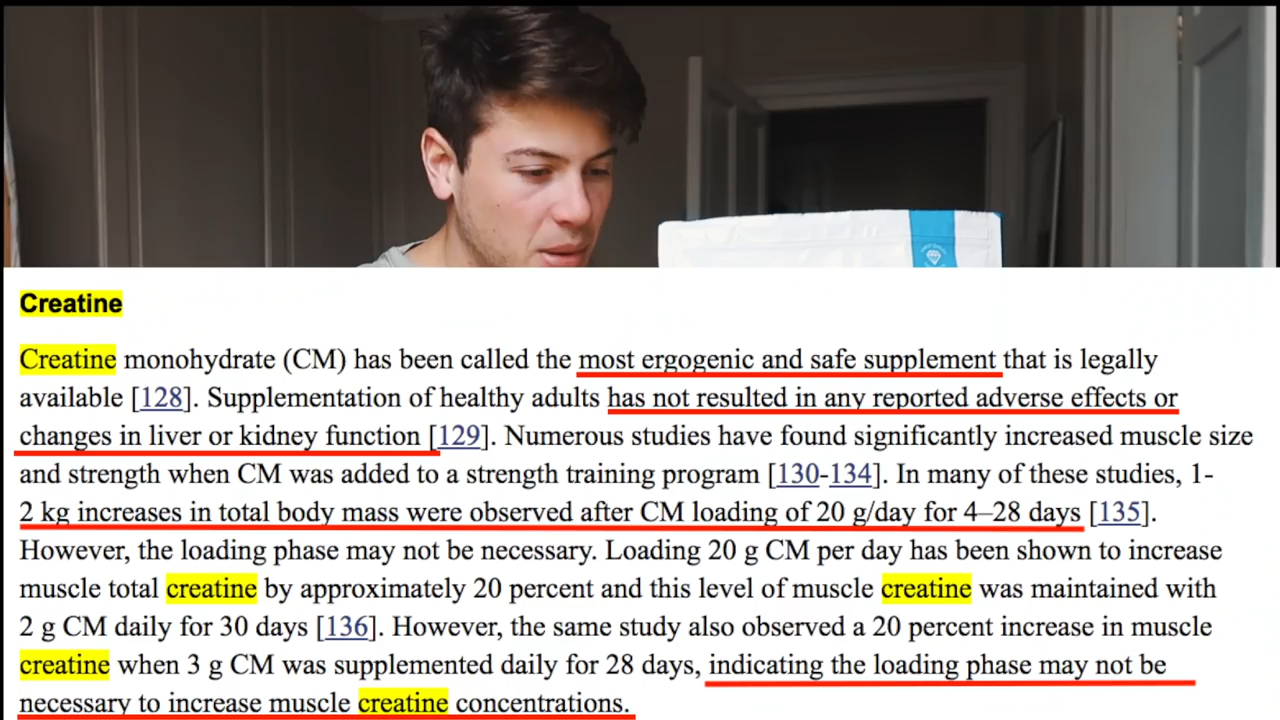 Creatine
Creatine monohydrate (CM) has been called the most ergogenic and safe supplement that is legally
available [128]. Supplementation of healthy adults has not resulted in any reported adverse effects or
changes in liver or kidney function [129]. Numerous studies have found significantly increased muscle size
and strength when CM was added to a strength training program [130-134]. In many of these studies, 1-
2 kg increases in total body mass were observed after CM loading of 20 g/day for 4–28 days [135].
However, the loading phase may not be necessary. Loading 20 g CM per day has been shown to increase
muscle total creatine by approximately 20 percent and this level of muscle creatine was maintained with
2 g CM daily for 30 days [136]. However, the same study also observed a 20 percent increase in muscle
creatine when 3 g CM was supplemented daily for 28 days, indicating the loading phase may not be
necessary to increase muscle creatine concentrations.